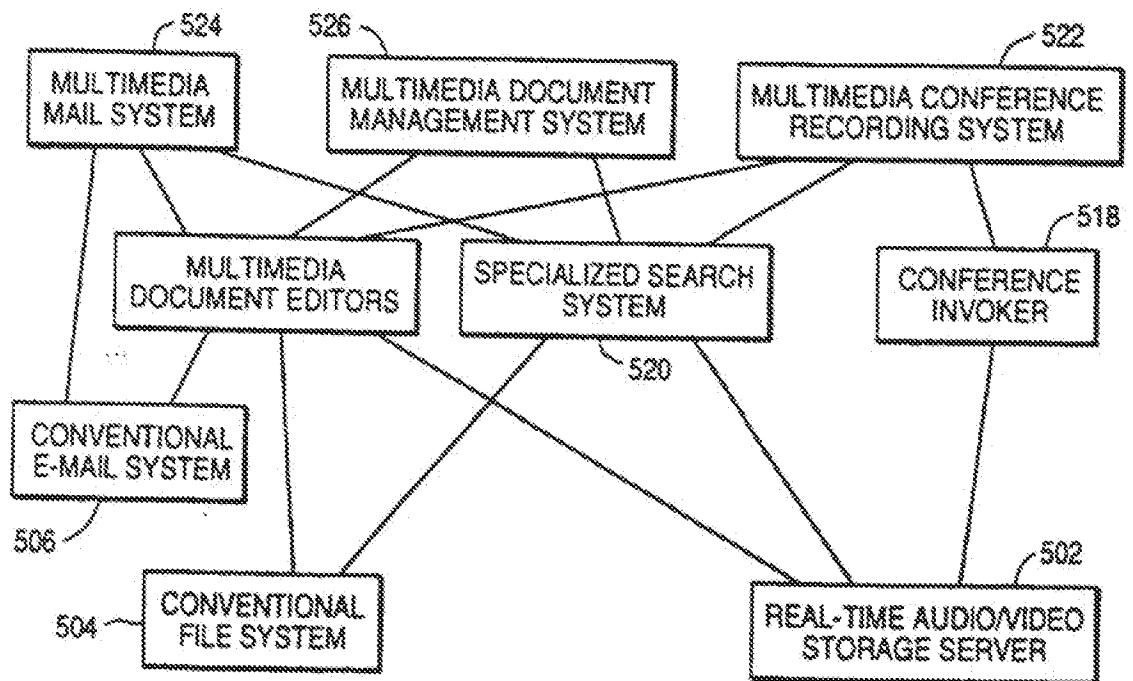 524
MULTIMEDIA
MAIL SYSTEM
526
MULTIMEDIA DOCUMENT
MANAGEMENT SYSTEM
522
MULTIMEDIA CONFERENCE
RECORDING SYSTEM
MULTIMEDIA
DOCUMENT EDITORS
SPECIALIZED SEARCH
SYSTEM
520
518
CONFERENCE
INVOKER
CONVENTIONAL
E-MAIL SYSTEM
506
504
CONVENTIONAL
FILE SYSTEM
502
REAL-TIME AUDIO/VIDEO
STORAGE SERVER